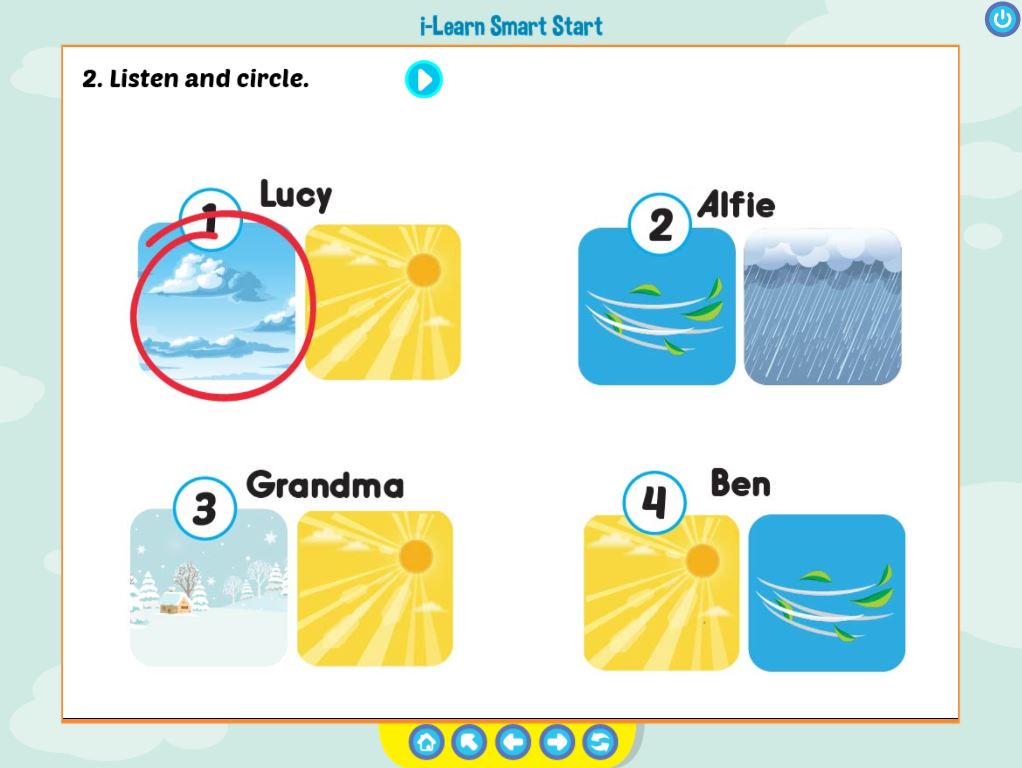 i-Learn Smart Start
2. Listen and circle.
1 Lucy
2 Alfie
3 Grandma
4 Ben